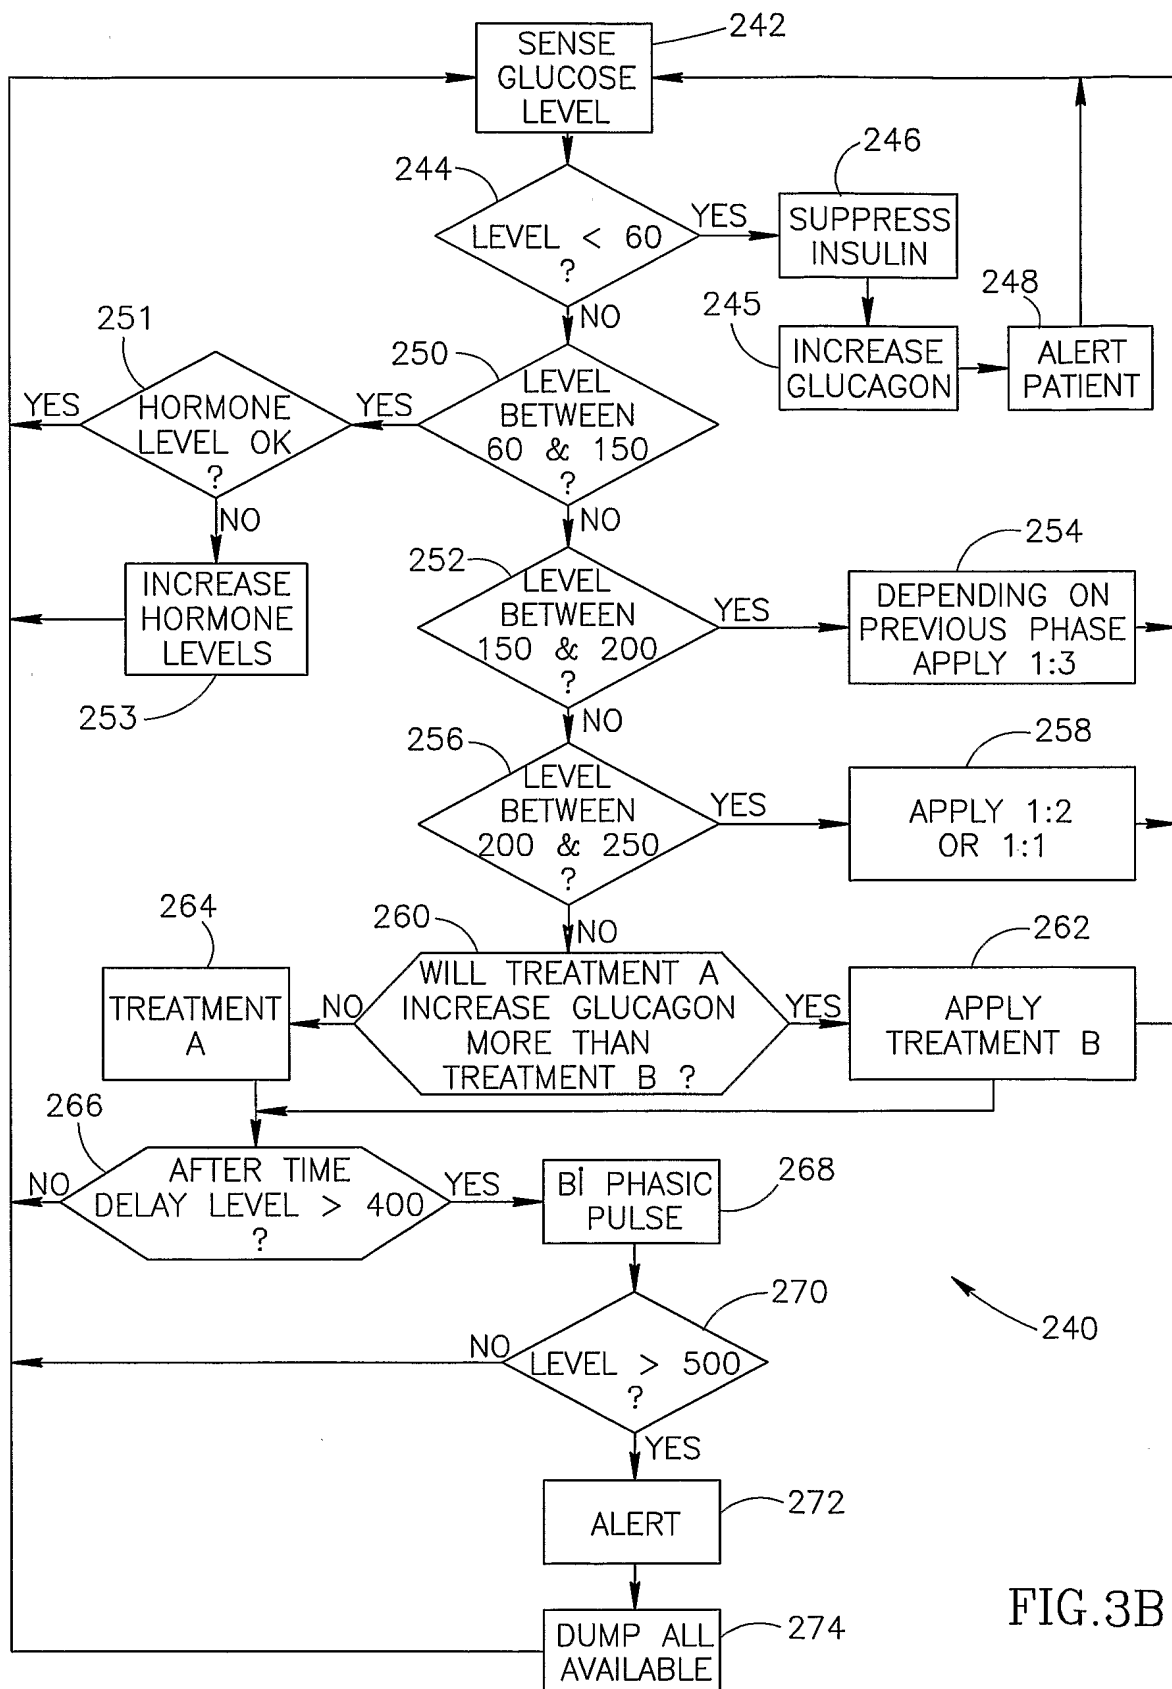 242
SENSE
GLUCOSE
LEVEL
244
LEVEL < 60
?
YES
246
SUPPRESS
INSULIN
NO
245
INCREASE
GLUCAGON
248
ALERT
PATIENT
251
HORMONE
LEVEL OK
?
YES
250
LEVEL
BETWEEN
60 & 150
?
YES
NO
NO
253
INCREASE
HORMONE
LEVELS
252
LEVEL
BETWEEN
150 & 200
?
YES
254
DEPENDING ON
PREVIOUS PHASE
APPLY 1:3
NO
256
LEVEL
BETWEEN
200 & 250
?
YES
258
APPLY 1:2
OR 1:1
NO
264
TREATMENT
A
NO
260
WILL TREATMENT A
INCREASE GLUCAGON
MORE THAN
TREATMENT B ?
YES
262
APPLY
TREATMENT B
266
NO
AFTER TIME
DELAY LEVEL > 400
?
YES
268
BI PHASIC
PULSE
270
NO
LEVEL > 500
?
240
YES
272
ALERT
274
DUMP ALL
AVAILABLE
FIG.3B